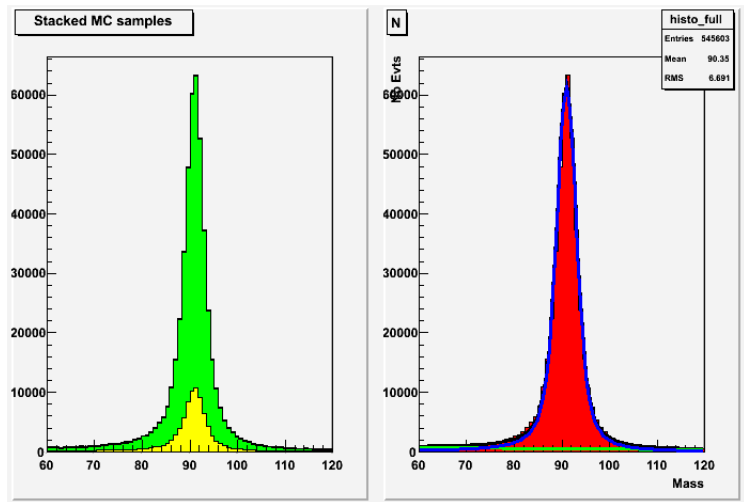 Stacked MC samples
60000
50000
40000
30000
20000
10000
0
60 70 80 90 100 110 120
N
histo_full
Entries 545603
Mean 90.35
RMS 6.691
No Evts
60000
50000
40000
30000
20000
10000
0
60 70 80 90 100 110 120
Mass